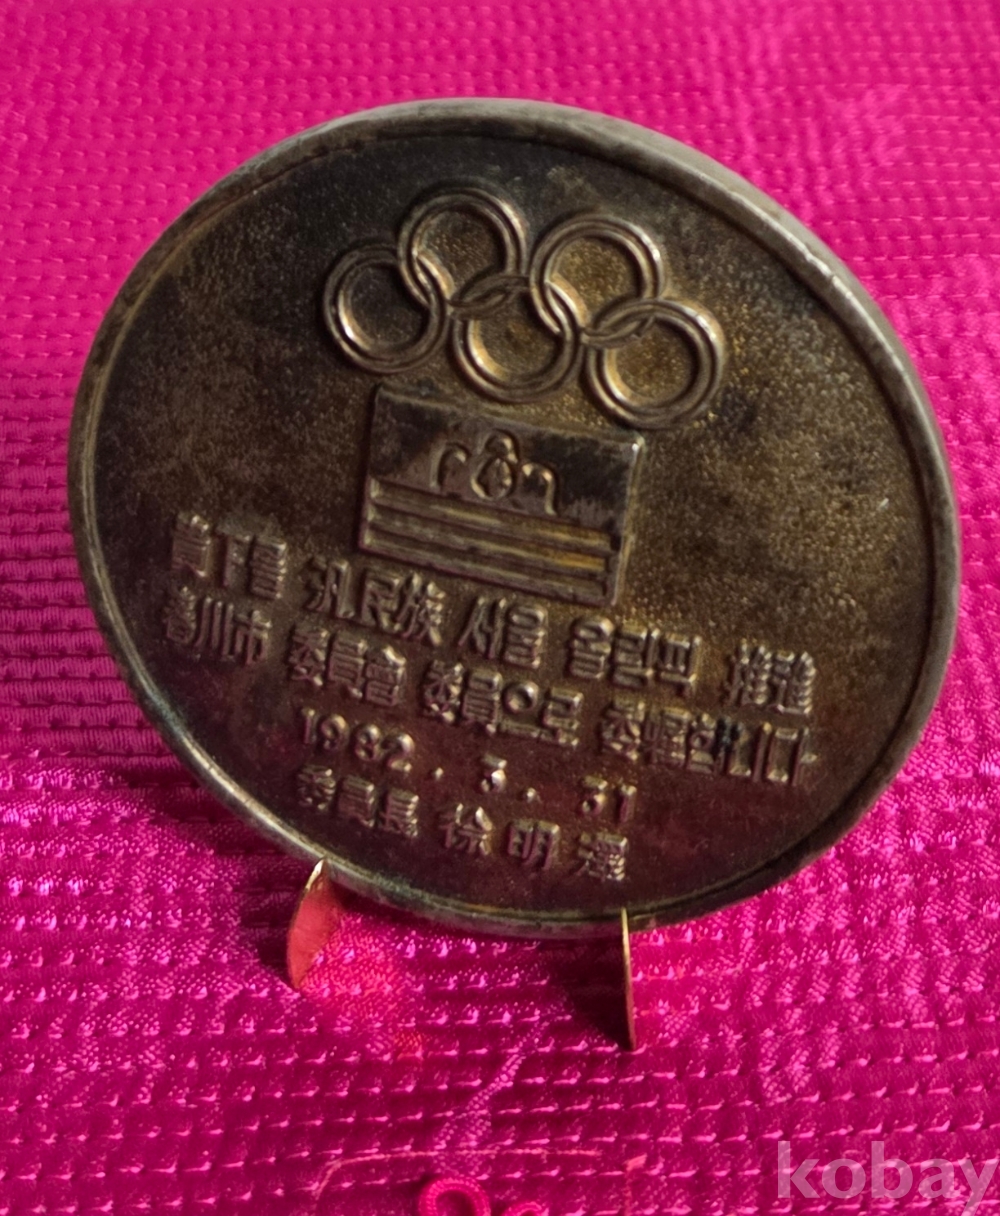 貴下를 汎民族 서울 올림픽 推進
春川市 委員會 委員으로 委囑합니다
1982. 3. 31
委員長 徐明澤
kobay